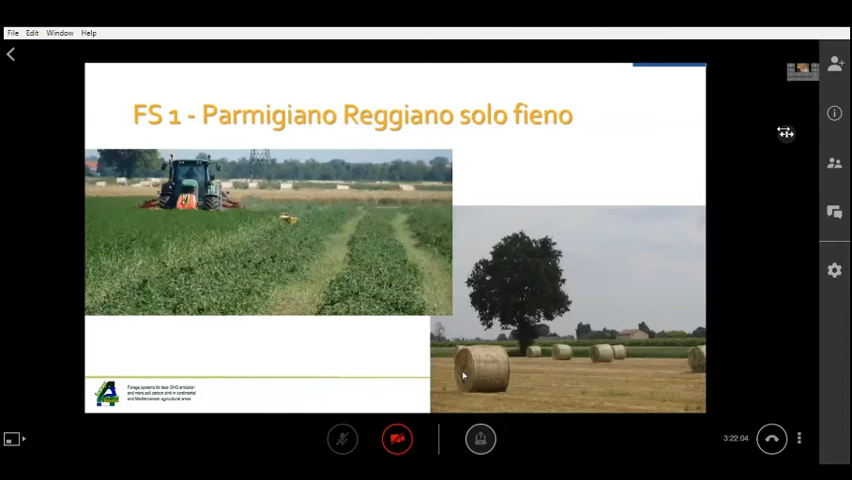 File Edit Window Help
FS 1 - Parmigiano Reggiano solo fieno
Forage systems for less GHG emission
and more soil carbon sink in continental
and Mediterranean agricultural areas
3:22:04